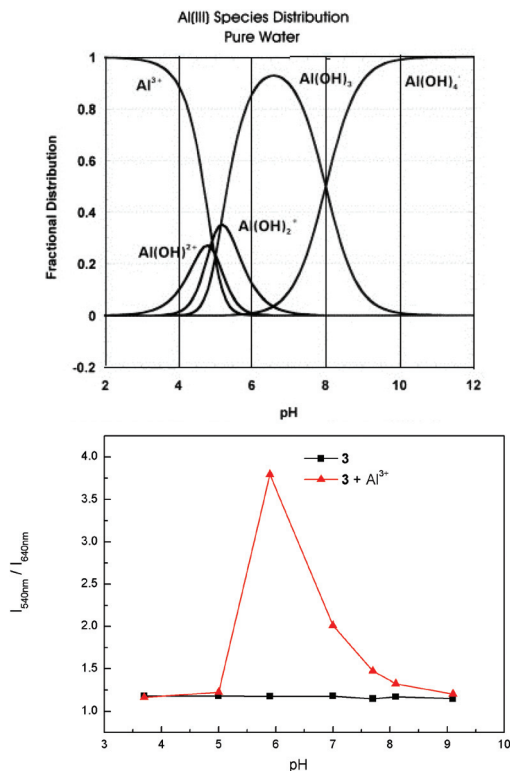 Al(III) Species Distribution
Pure Water
Fractional Distribution
1
0.8
0.6
0.4
0.2
0
-0.2
Al³⁺
Al(OH)₃
Al(OH)₄⁻
Al(OH)²⁺
Al(OH)₂⁺
2 4 6 8 10 12
pH
I540nm / I640nm
4.0
3.5
3.0
2.5
2.0
1.5
1.0
3
3 + Al³⁺
3 4 5 6 7 8 9 10
pH